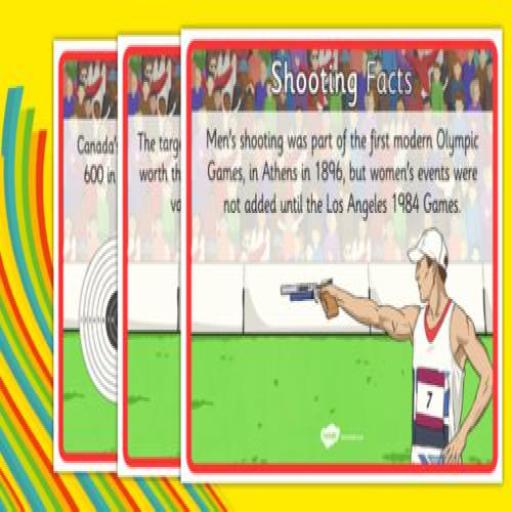 Shooting Facts
Men's shooting was part of the first modern Olympic
Games, in Athens in 1896, but women's events were
not added until the Los Angeles 1984 Games.
7
The targ
worth th
va
Canada'
600 in